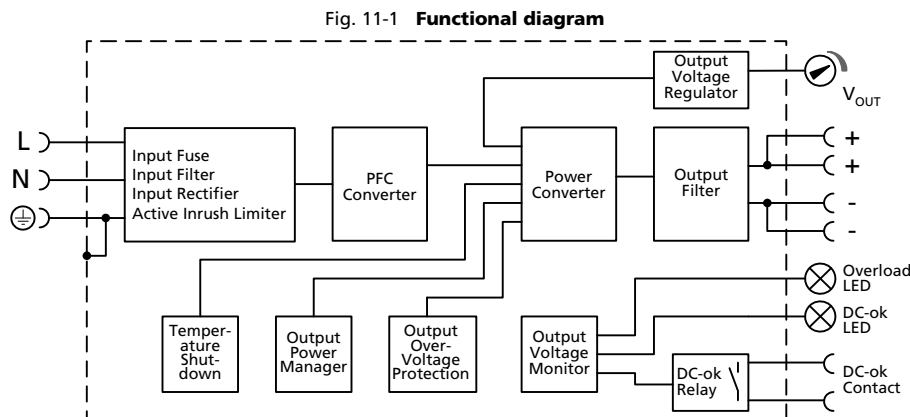 Fig. 11-1 Functional diagram
Output
Voltage
Regulator
V_OUT
L
N
Input Fuse
Input Filter
Input Rectifier
Active Inrush Limiter
PFC
Converter
Power
Converter
Output
Filter
+
+
-
-
Temper-
ature
Shut-
down
Output
Power
Manager
Output
Over-
Voltage
Protection
Output
Voltage
Monitor
DC-ok
Relay
Overload
LED
DC-ok
LED
DC-ok
Contact